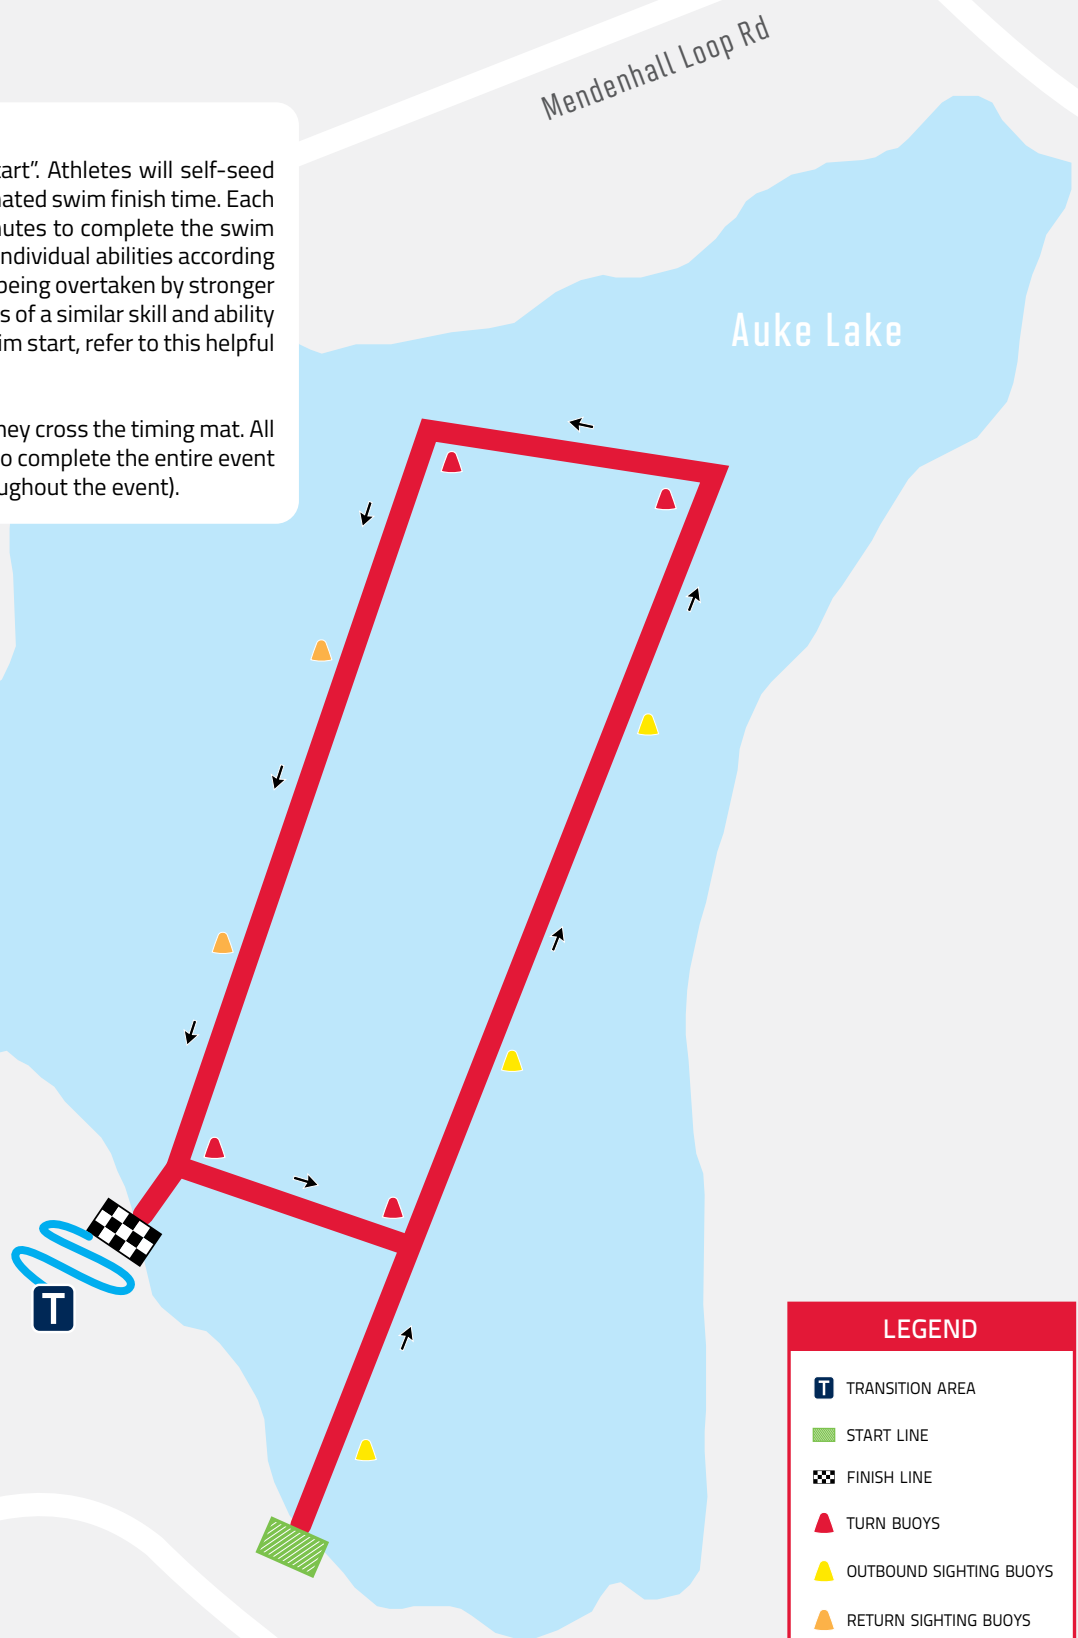 Mendenhall Loop Rd
art”. Athletes will self-seed
ated swim finish time. Each
utes to complete the swim
ndividual abilities according
being overtaken by stronger
s of a similar skill and ability
im start, refer to this helpful
ney cross the timing mat. All
o complete the entire event
ughout the event).
Auke Lake
T
LEGEND
T TRANSITION AREA
START LINE
FINISH LINE
TURN BUOYS
OUTBOUND SIGHTING BUOYS
RETURN SIGHTING BUOYS